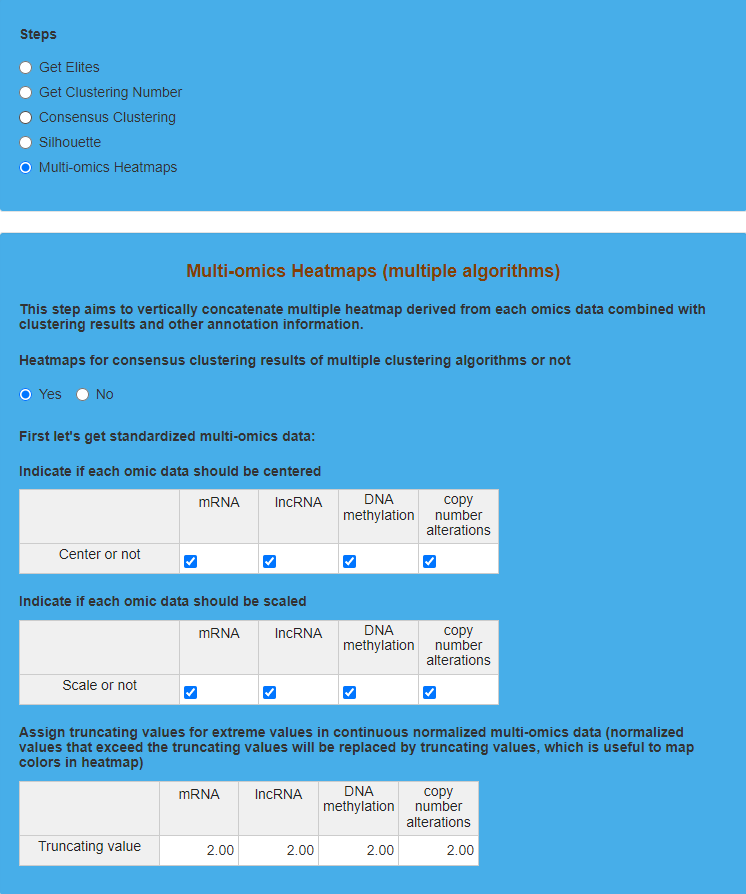 Steps
Get Elites
Get Clustering Number
Consensus Clustering
Silhouette
Multi-omics Heatmaps
Multi-omics Heatmaps (multiple algorithms)
This step aims to vertically concatenate multiple heatmap derived from each omics data combined with
clustering results and other annotation information.
Heatmaps for consensus clustering results of multiple clustering algorithms or not
Yes No
First let's get standardized multi-omics data:
Indicate if each omic data should be centered
mRNA lncRNA DNA methylation copy number alterations
Center or not
Indicate if each omic data should be scaled
mRNA lncRNA DNA methylation copy number alterations
Scale or not
Assign truncating values for extreme values in continuous normalized multi-omics data (normalized
values that exceed the truncating values will be replaced by truncating values, which is useful to map
colors in heatmap)
mRNA lncRNA DNA methylation copy number alterations
Truncating value 2.00 2.00 2.00 2.00